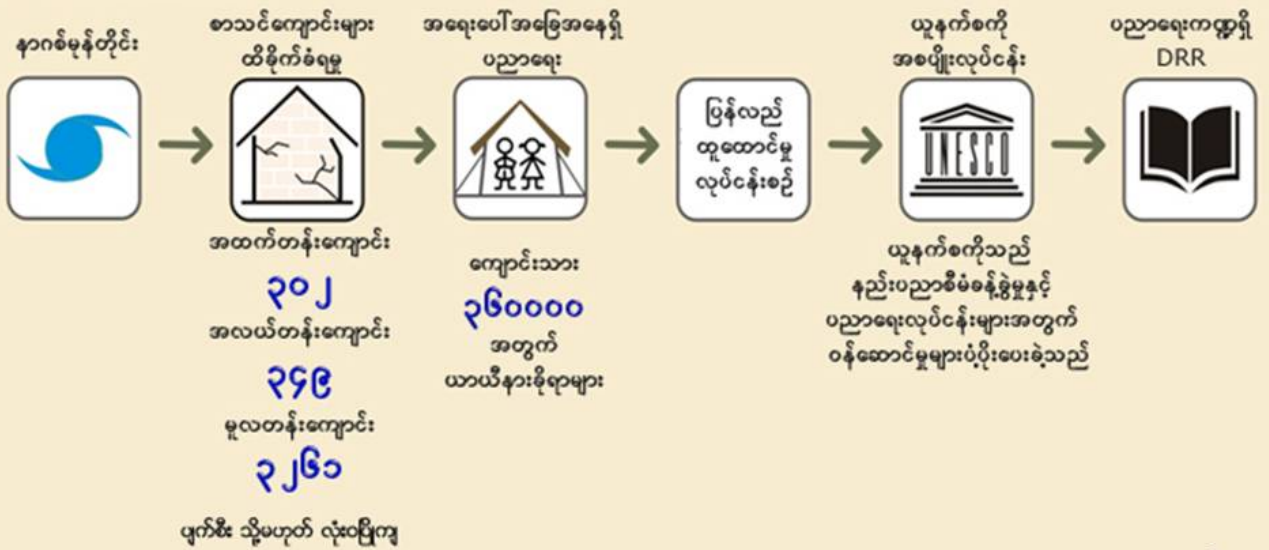 နာဂစ်မုန်တိုင်း
စာသင်ကျောင်းများ
ထိခိုက်ခံရမှု
အထက်တန်းကျောင်း
၃၀၂
အလယ်တန်းကျောင်း
၃၄၉
မူလတန်းကျောင်း
၃၂၆၁
ပျက်စီး သို့မဟုတ် လုံးဝပြိုကျ
အရေးပေါ်အခြေအနေရှိ
ပညာရေး
ကျောင်းသား
၃၆၀၀၀၀
အတွက်
ယာယီနားခိုရာများ
ပြန်လည်
ထူထောင်မှု
လုပ်ငန်းစဉ်
ယူနက်စကို
အစပျိုးလုပ်ငန်း
UNESCO
ယူနက်စကိုသည်
နည်းပညာစီမံခန့်ခွဲမှုနှင့်
ပညာရေးလုပ်ငန်းများအတွက်
ဝန်ဆောင်မှုများပံ့ပိုးပေးခဲ့သည်
ပညာရေးကဏ္ဍရှိ
DRR